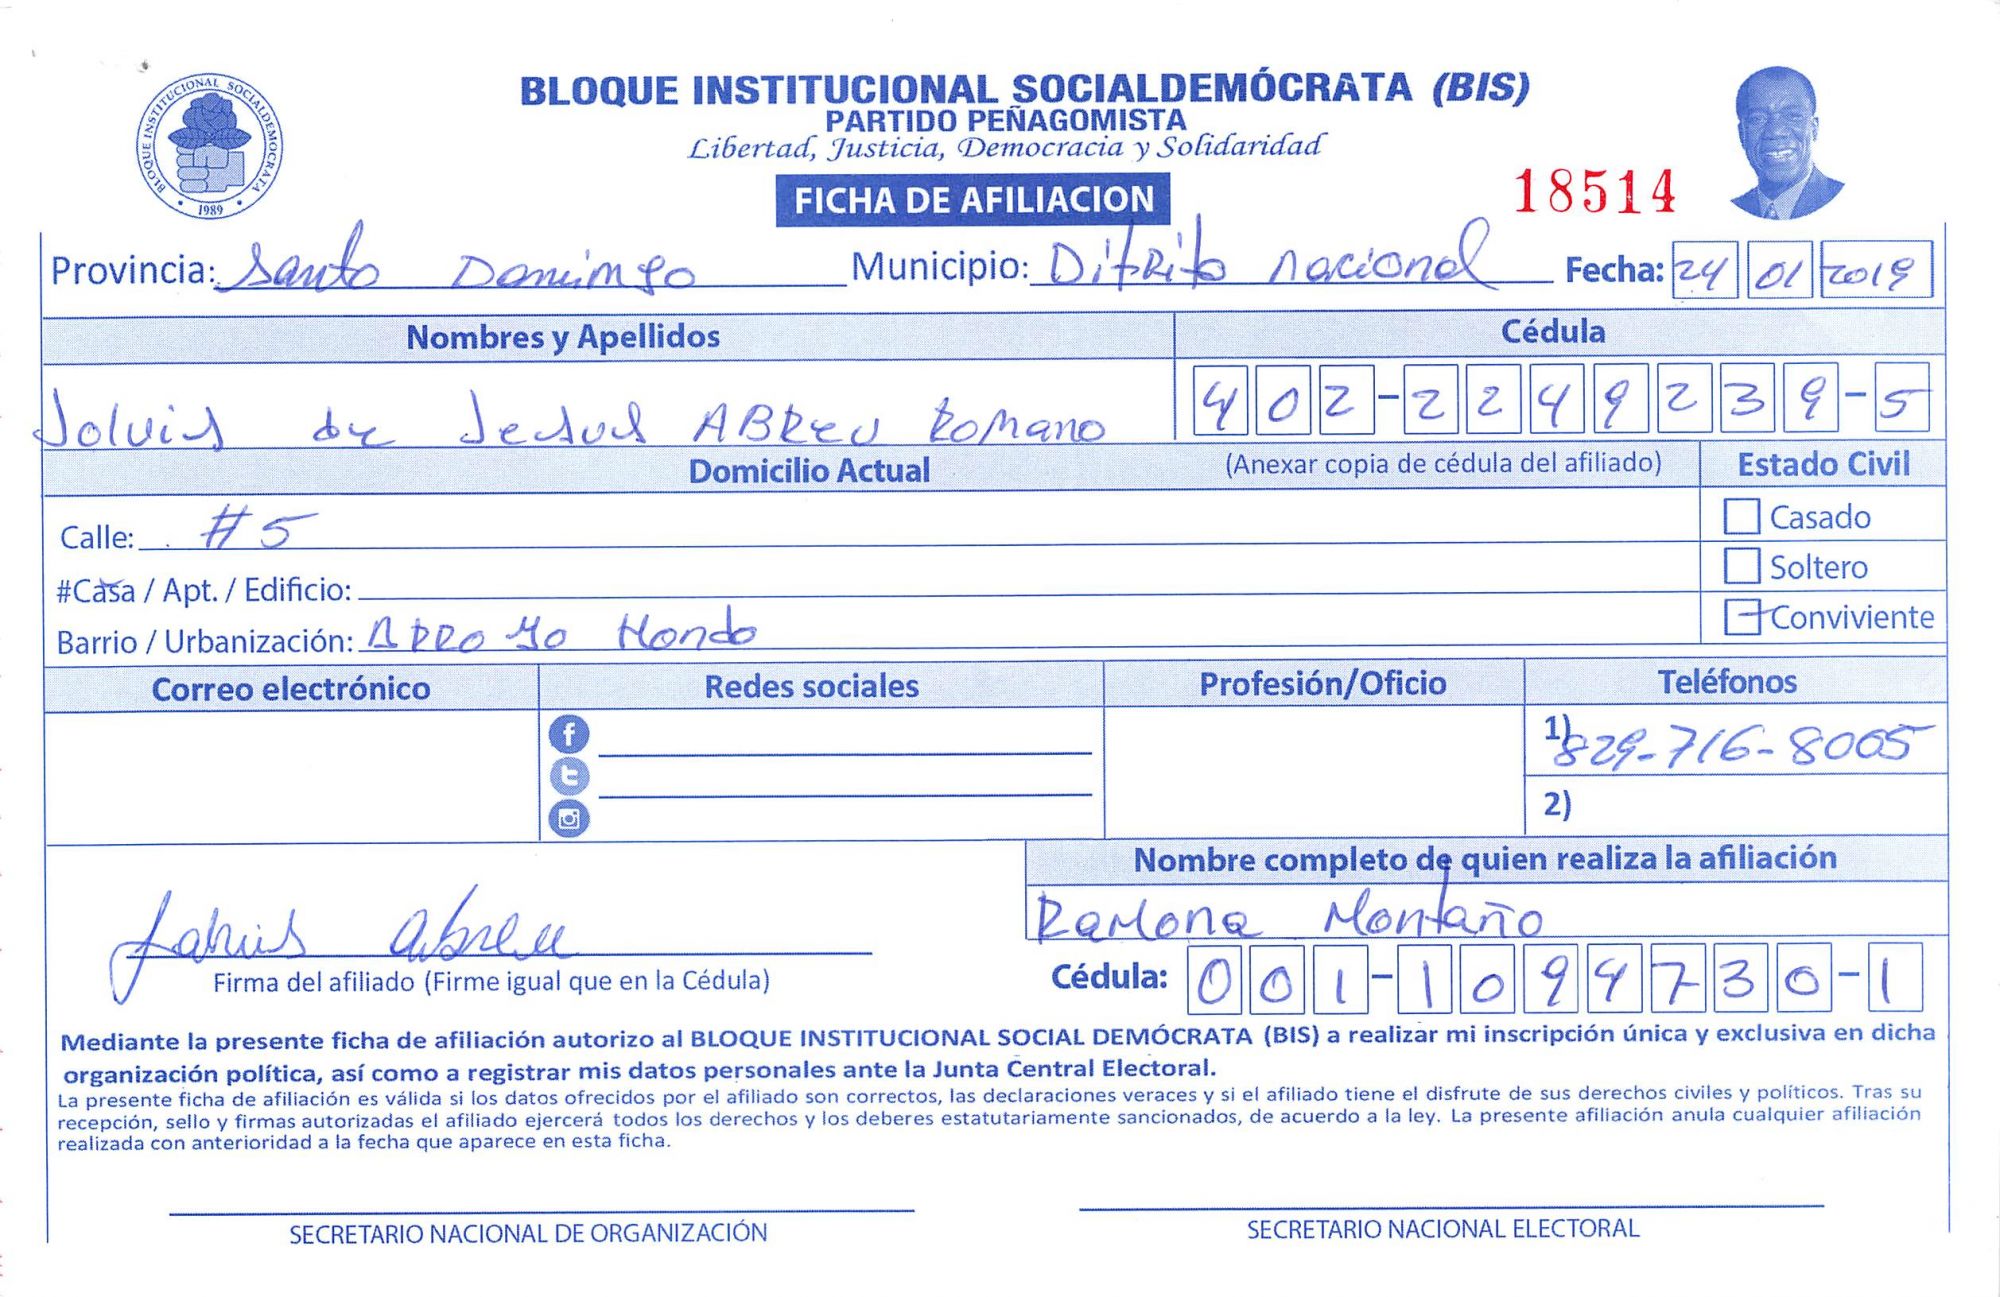 BLOQUE INSTITUCIONAL SOCIALDEMOCRATA
1989
BLOQUE INSTITUCIONAL SOCIALDEMÓCRATA (BIS)
PARTIDO PEÑAGOMISTA
Libertad, Justicia, Democracia y Solidaridad
FICHA DE AFILIACION
18514
Provincia: Santo Domingo Municipio: Ditrito nacional Fecha: 24 01 2019
Nombres y Apellidos Cédula
Jolvis de Jesus ABReu Romano 402-2249239-5
Domicilio Actual (Anexar copia de cédula del afiliado) Estado Civil
Calle: #5 Casado
#Casa / Apt. / Edificio: Soltero
Barrio / Urbanización: ARRO YO Hondo Conviviente
Correo electrónico Redes sociales Profesión/Oficio Teléfonos
1) 829-716-8005
2)
Nombre completo de quien realiza la afiliación
Ramona Montaño
Abreu
Firma del afiliado (Firme igual que en la Cédula) Cédula: 001-1094730-1
Mediante la presente ficha de afiliación autorizo al BLOQUE INSTITUCIONAL SOCIAL DEMÓCRATA (BIS) a realizar mi inscripción única y exclusiva en dicha
organización política, así como a registrar mis datos personales ante la Junta Central Electoral.
La presente ficha de afiliación es válida si los datos ofrecidos por el afiliado son correctos, las declaraciones veraces y si el afiliado tiene el disfrute de sus derechos civiles y políticos. Tras su
recepción, sello y firmas autorizadas el afiliado ejercerá todos los derechos y los deberes estatutariamente sancionados, de acuerdo a la ley. La presente afiliación anula cualquier afiliación
realizada con anterioridad a la fecha que aparece en esta ficha.
SECRETARIO NACIONAL DE ORGANIZACIÓN SECRETARIO NACIONAL ELECTORAL